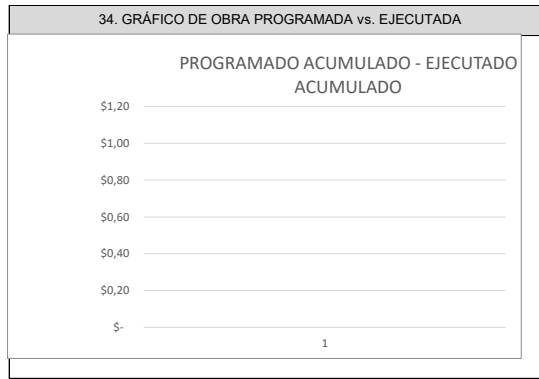 34. GRÁFICO DE OBRA PROGRAMADA vs. EJECUTADA
PROGRAMADO ACUMULADO - EJECUTADO
ACUMULADO
$1,20
$1,00
$0,80
$0,60
$0,40
$0,20
$-
1